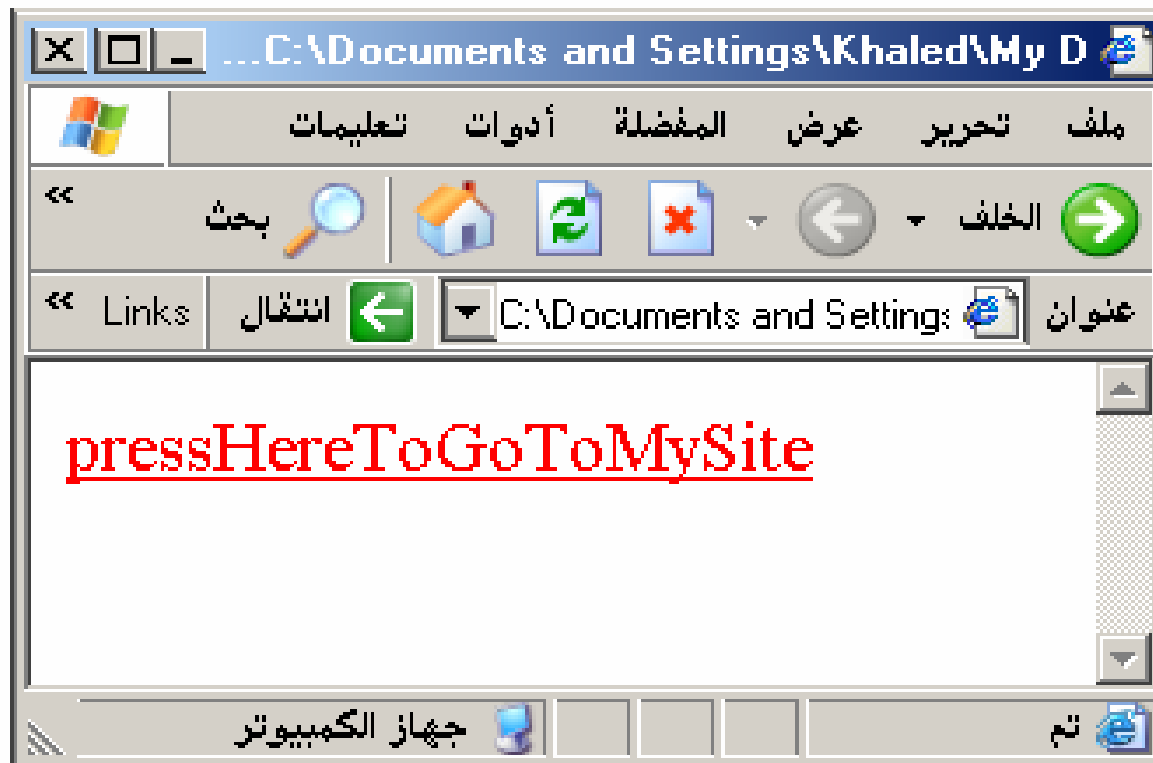 ...C:\Documents and Settings\Khaled\My D
ملف تحرير عرض المفضلة أدوات تعليمات
الخلف بحث »
عنوان C:\Documents and Settings انتقال Links »
pressHereToGoToMySite
تم جهاز الكمبيوتر